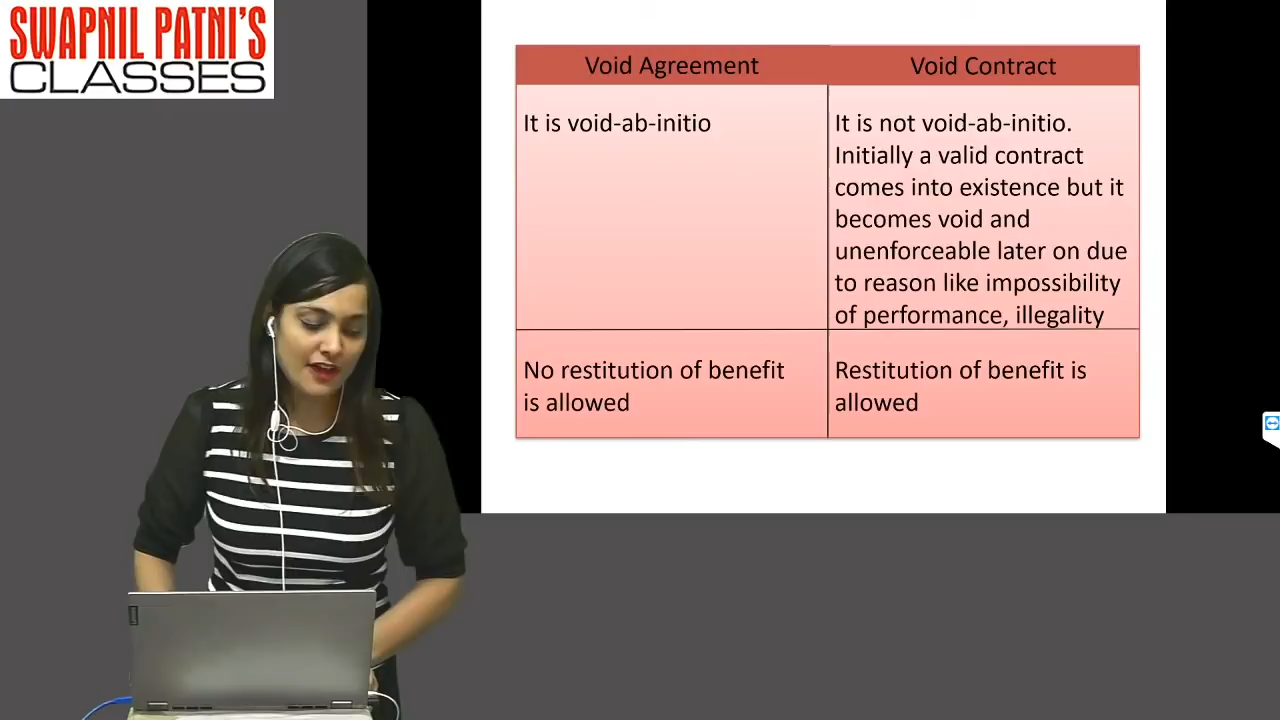 SWAPNIL PATNI'S
CLASSES
Void Agreement
Void Contract
It is void-ab-initio
It is not void-ab-initio.
Initially a valid contract
comes into existence but it
becomes void and
unenforceable later on due
to reason like impossibility
of performance, illegality
No restitution of benefit
is allowed
Restitution of benefit is
allowed